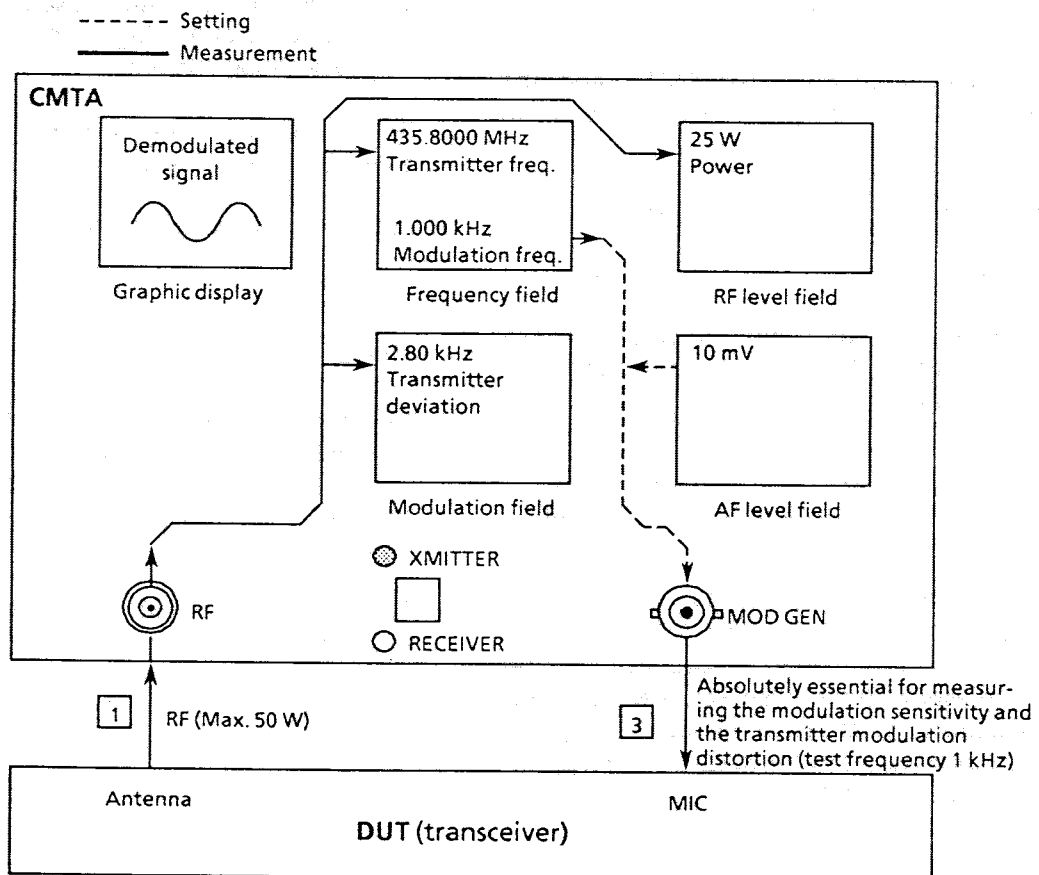 Setting
Measurement
CMTA
Demodulated
signal
Graphic display
435.8000 MHz
Transmitter freq.
1.000 kHz
Modulation freq.
Frequency field
25 W
Power
RF level field
2.80 kHz
Transmitter
deviation
Modulation field
10 mV
AF level field
XMITTER
RECEIVER
RF
MOD GEN
1
RF (Max. 50 W)
3
Absolutely essential for measur-
ing the modulation sensitivity and
the transmitter modulation
distortion (test frequency 1 kHz)
Antenna
MIC
DUT (transceiver)